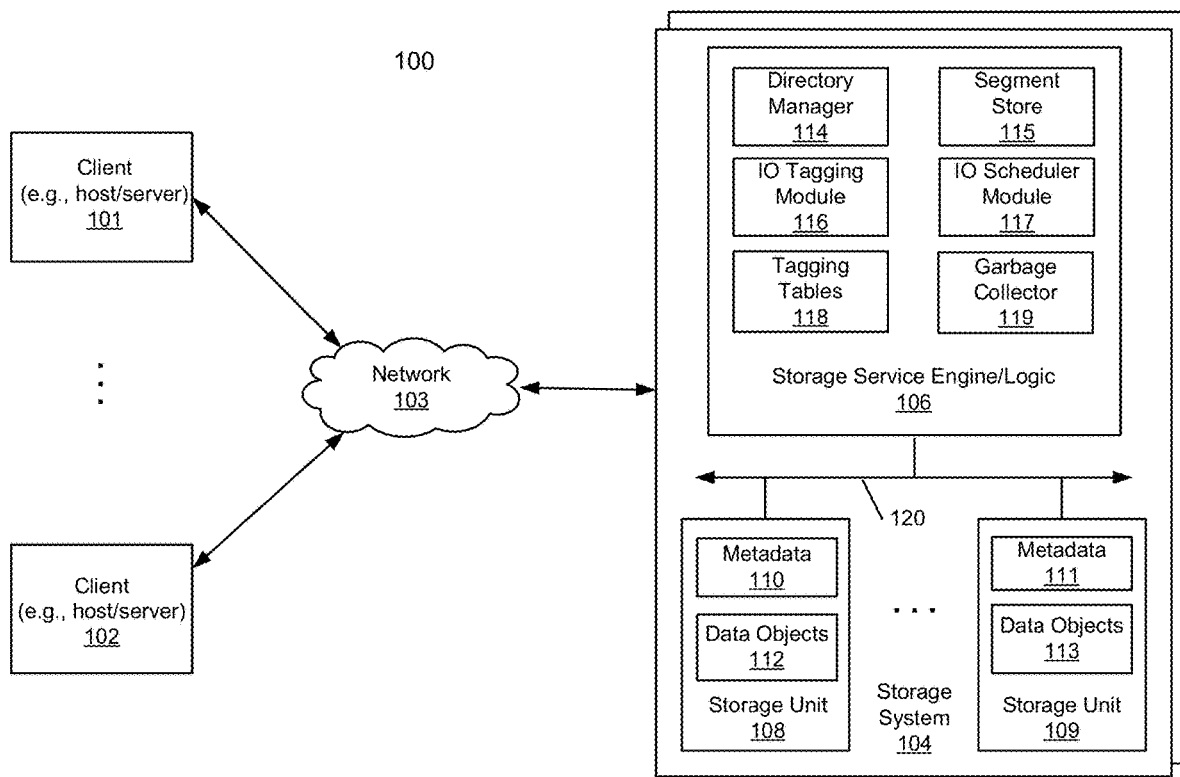 100
Client
(e.g., host/server)
101
Network
103
Client
(e.g., host/server)
102
Directory
Manager
114
Segment
Store
115
IO Tagging
Module
116
IO Scheduler
Module
117
Tagging
Tables
118
Garbage
Collector
119
Storage Service Engine/Logic
106
120
Metadata
110
Data Objects
112
Storage Unit
108
Storage
System
104
Metadata
111
Data Objects
113
Storage Unit
109